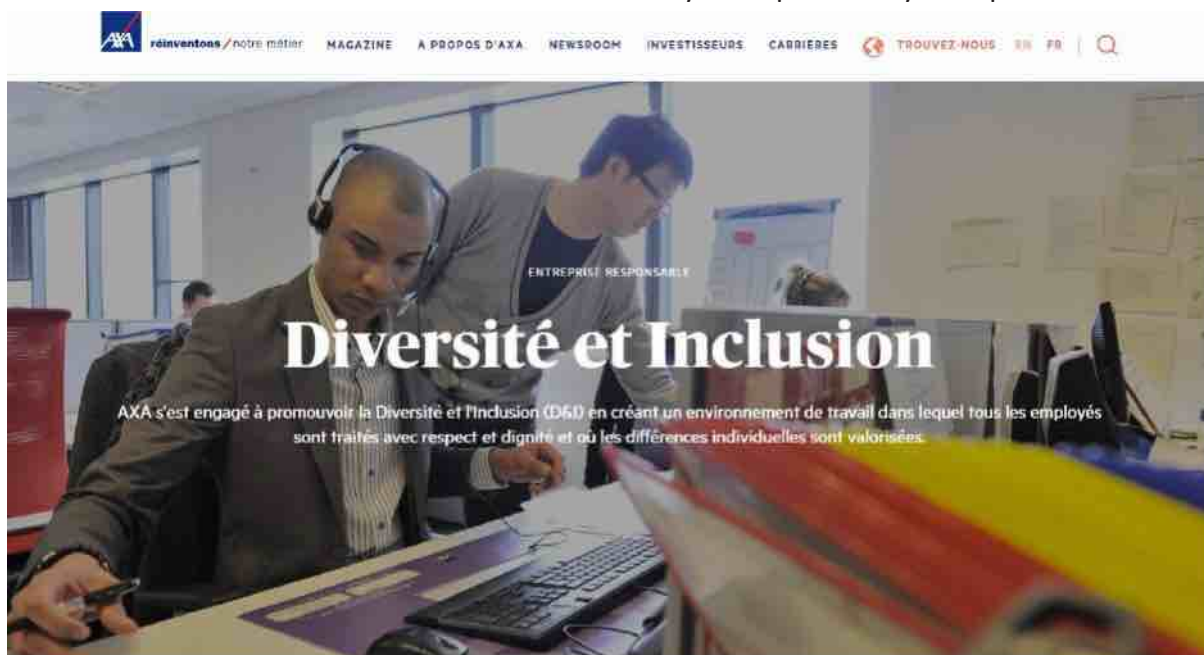 AXA réinventons / notre métier MAGAZINE A PROPOS D'AXA NEWSROOM INVESTISSEURS CARRIÈRES TROUVEZ-NOUS EN FR
ENTREPRISE RESPONSABLE
Diversité et Inclusion
AXA s'est engagé à promouvoir la Diversité et l'Inclusion (D&I) en créant un environnement de travail dans lequel tous les employés
sont traités avec respect et dignité et où les différences individuelles sont valorisées.